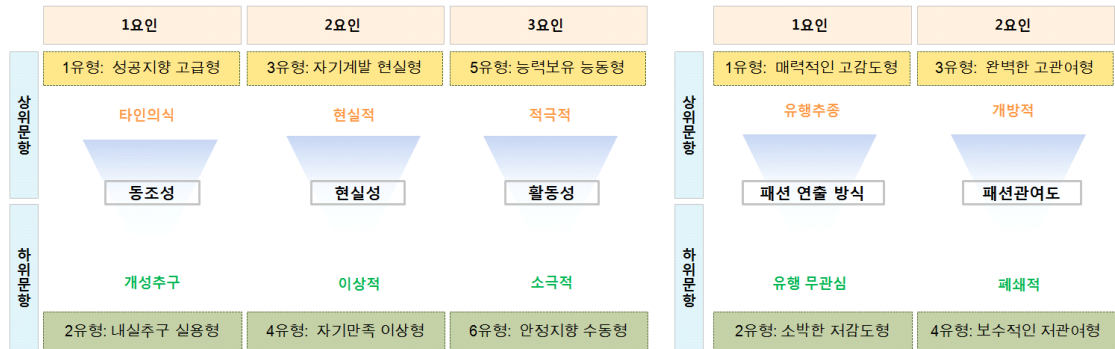 1요인
2요인
3요인
상위문항
1유형: 성공지향 고급형
3유형: 자기계발 현실형
5유형: 능력보유 능동형
타인의식
현실적
적극적
동조성
현실성
활동성
하위문항
개성추구
이상적
소극적
2유형: 내실추구 실용형
4유형: 자기만족 이상형
6유형: 안정지향 수동형
1요인
2요인
상위문항
1유형: 매력적인 고감도형
3유형: 완벽한 고관여형
유행추종
개방적
패션 연출 방식
패션관여도
하위문항
유행 무관심
폐쇄적
2유형: 소박한 저감도형
4유형: 보수적인 저관여형